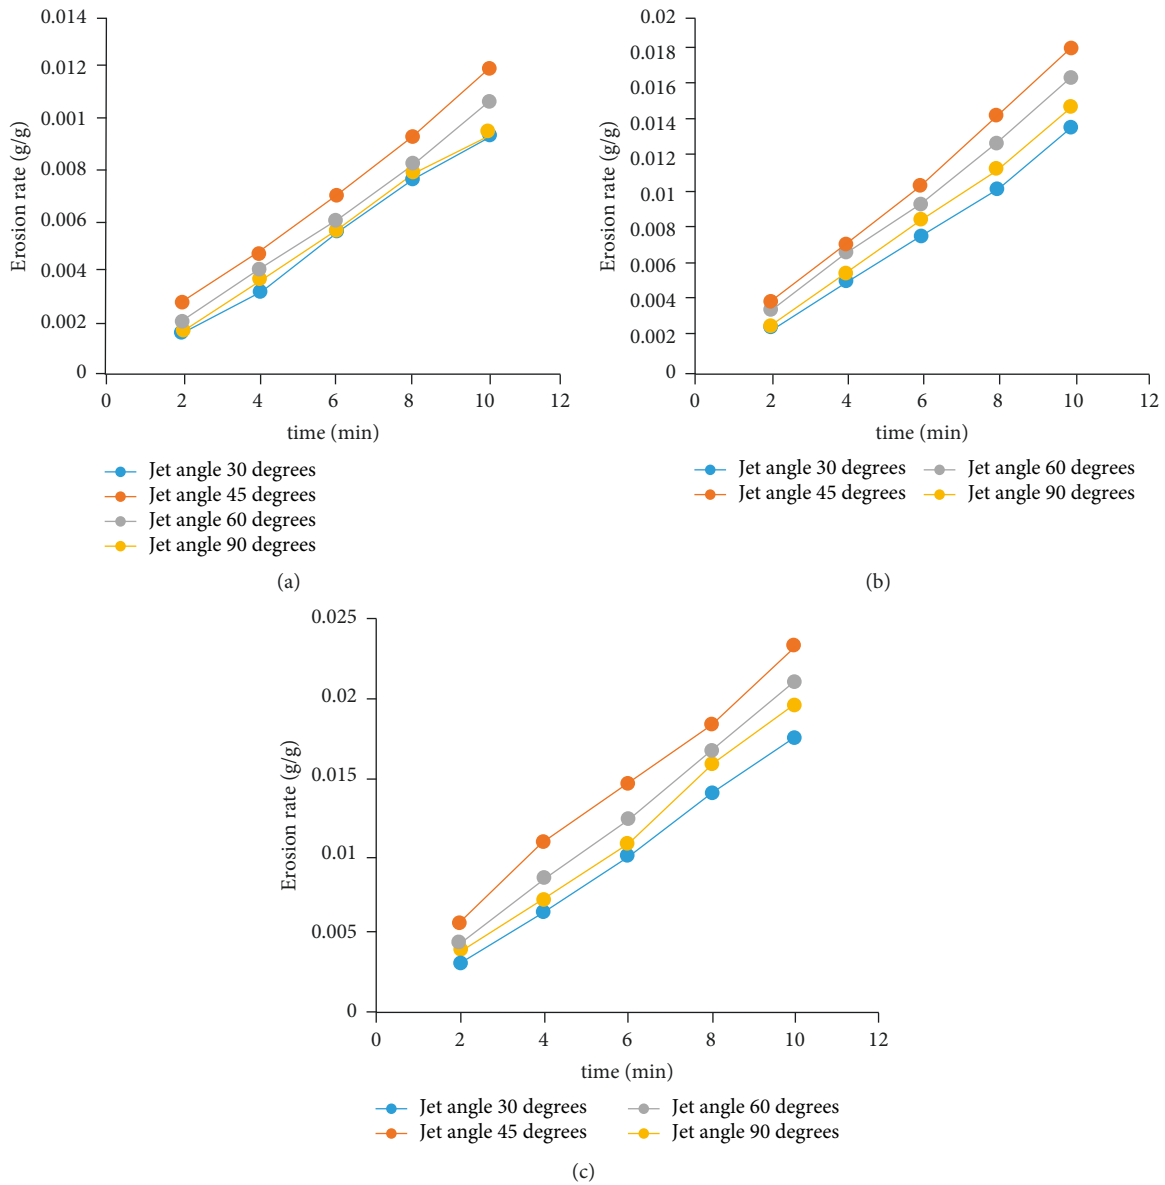 0.014
0.012
0.001
0.008
0.006
0.004
0.002
0
Erosion rate (g/g)
0 2 4 6 8 10 12
time (min)
Jet angle 30 degrees
Jet angle 45 degrees
Jet angle 60 degrees
Jet angle 90 degrees
(a)
0.02
0.018
0.016
0.014
0.012
0.01
0.008
0.006
0.004
0.002
0
Erosion rate (g/g)
0 2 4 6 8 10 12
time (min)
Jet angle 30 degrees Jet angle 60 degrees
Jet angle 45 degrees Jet angle 90 degrees
(b)
0.025
0.02
0.015
0.01
0.005
0
Erosion rate (g/g)
0 2 4 6 8 10 12
time (min)
Jet angle 30 degrees Jet angle 60 degrees
Jet angle 45 degrees Jet angle 90 degrees
(c)